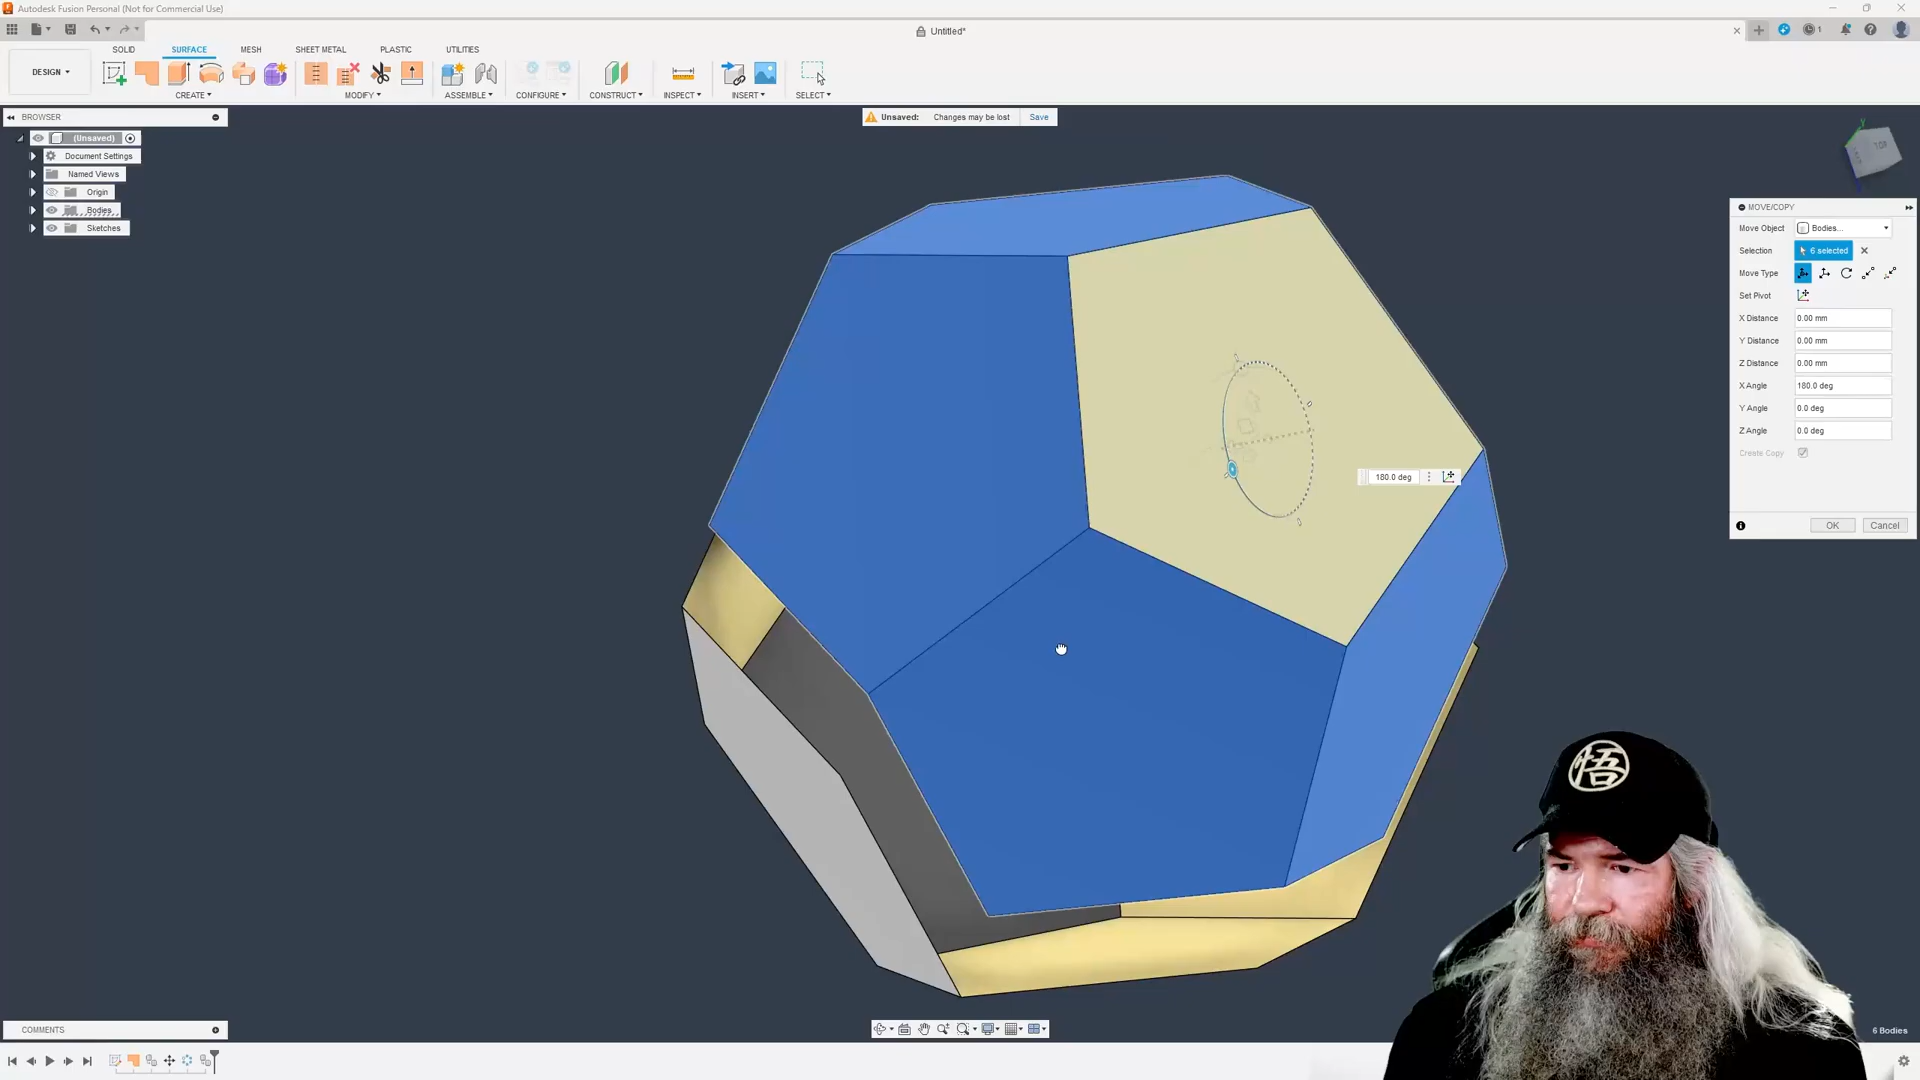 Autodesk Fusion Personal (Not for Commercial Use)
Untitled*
1
DESIGN
SOLID
SURFACE
MESH
SHEET METAL
PLASTIC
UTILITIES
CREATE
MODIFY
ASSEMBLE
CONFIGURE
CONSTRUCT
INSPECT
INSERT
SELECT
BROWSER
Unsaved: Changes may be lost Save
(Unsaved)
Document Settings
Named Views
Origin
Bodies
Sketches
TOP
MOVE/COPY
Move Object Bodies...
Selection 6 selected
Move Type
Set Pivot
X Distance 0.00 mm
Y Distance 0.00 mm
Z Distance 0.00 mm
X Angle 180.0 deg
Y Angle 0.0 deg
Z Angle 0.0 deg
Create Copy
OK Cancel
180.0 deg
悟
COMMENTS
6 Bodies